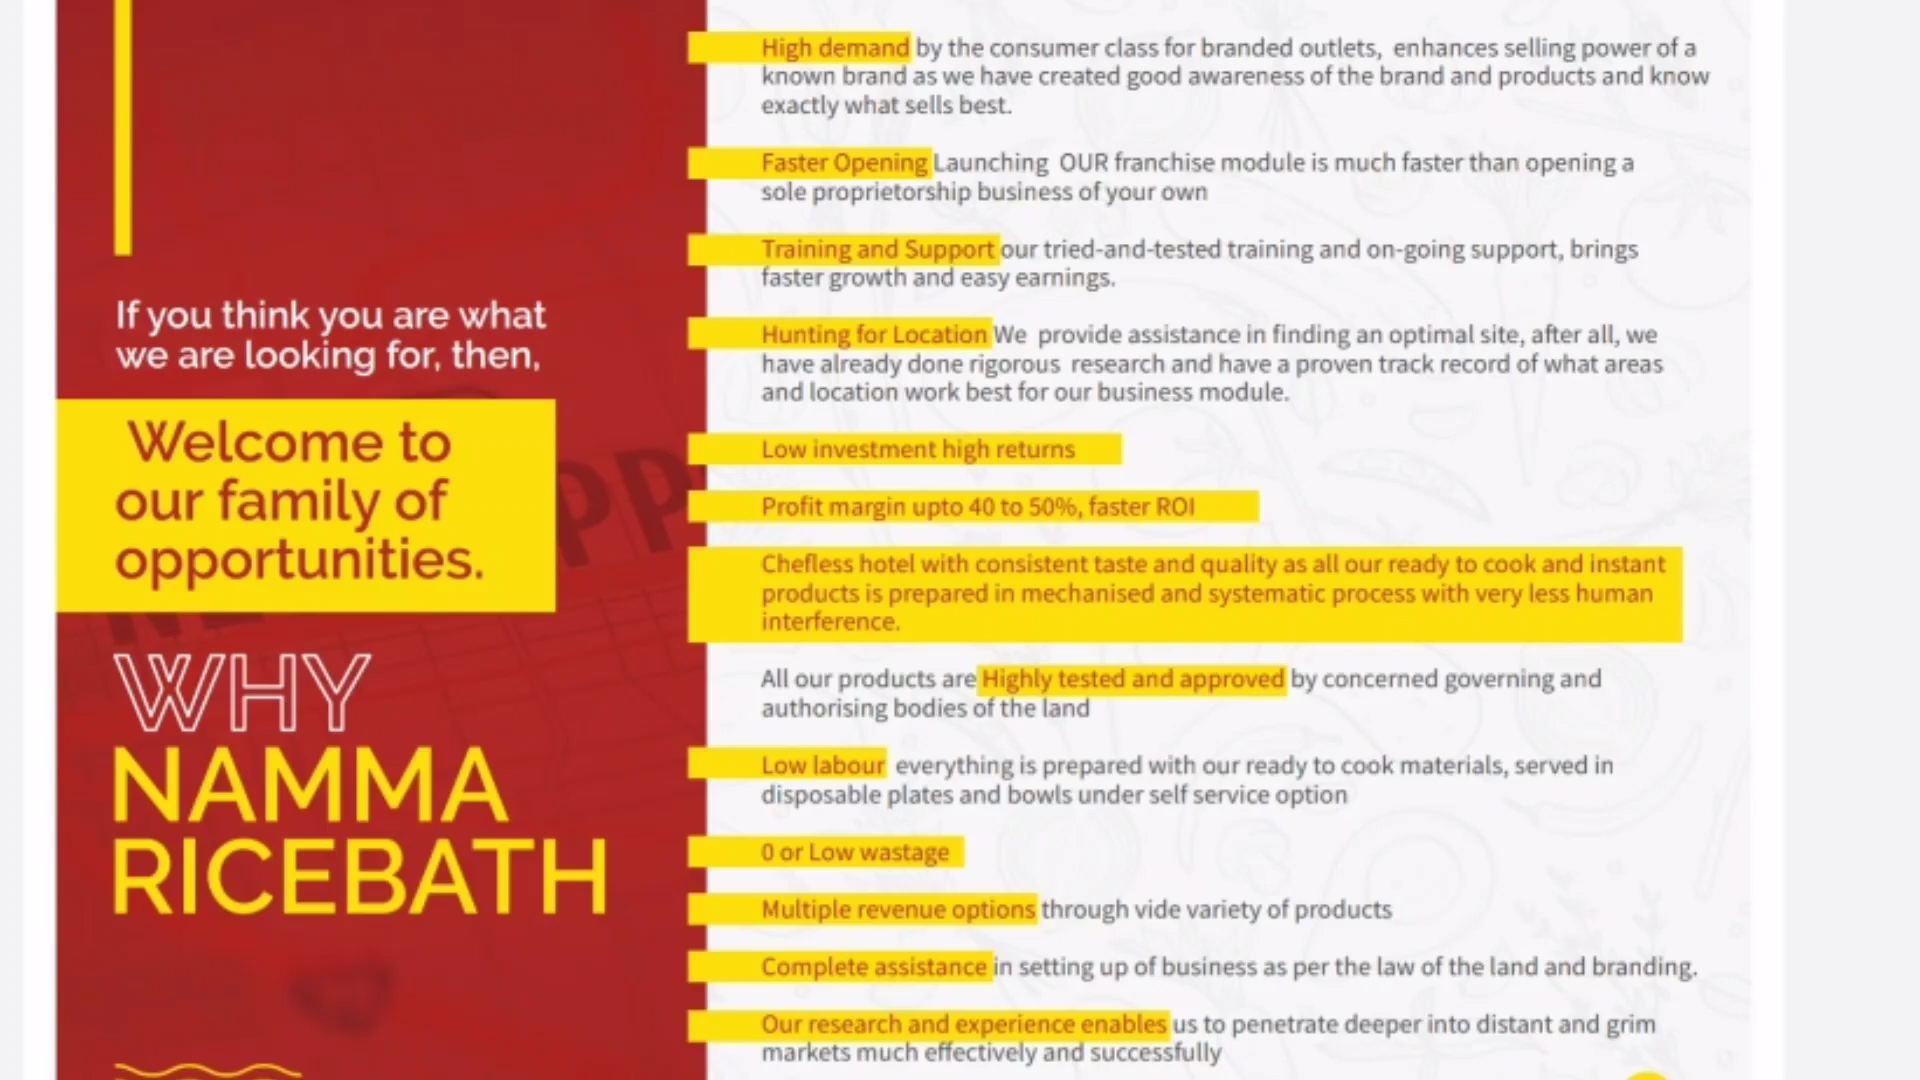 If you think you are what
we are looking for, then,
Welcome to
our family of
opportunities.
WHY
NAMMA
RICEBATH
High demand by the consumer class for branded outlets, enhances selling power of a
known brand as we have created good awareness of the brand and products and know
exactly what sells best.
Faster Opening Launching OUR franchise module is much faster than opening a
sole proprietorship business of your own
Training and Support our tried-and-tested training and on-going support, brings
faster growth and easy earnings.
Hunting for Location We provide assistance in finding an optimal site, after all, we
have already done rigorous research and have a proven track record of what areas
and location work best for our business module.
Low investment high returns
Profit margin upto 40 to 50%, faster ROI
Chefless hotel with consistent taste and quality as all our ready to cook and instant
products is prepared in mechanised and systematic process with very less human
interference.
All our products are Highly tested and approved by concerned governing and
authorising bodies of the land
Low labour everything is prepared with our ready to cook materials, served in
disposable plates and bowls under self service option
0 or Low wastage
Multiple revenue options through vide variety of products
Complete assistance in setting up of business as per the law of the land and branding.
Our research and experience enables us to penetrate deeper into distant and grim
markets much effectively and successfully